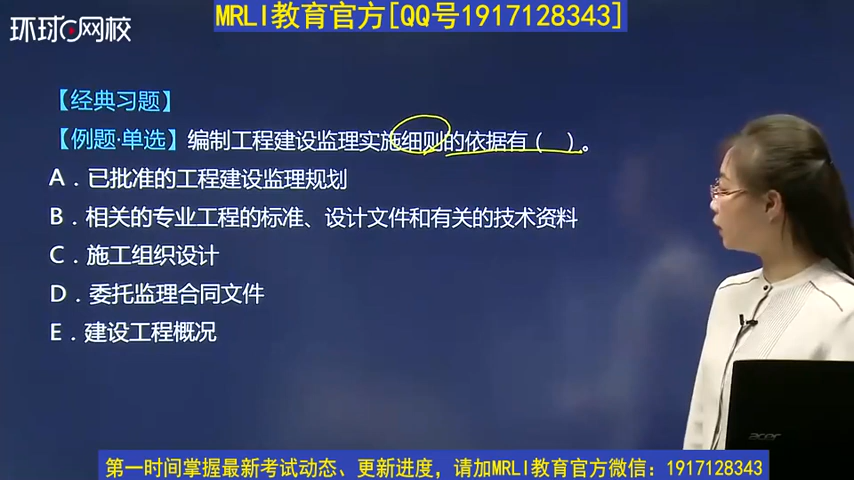 MRLI教育官方[QQ号1917128343]
环球网校
【经典习题】
【例题·单选】编制工程建设监理实施细则的依据有（ ）。
A．已批准的工程建设监理规划
B．相关的专业工程的标准、设计文件和有关的技术资料
C．施工组织设计
D．委托监理合同文件
E．建设工程概况
acer
第一时间掌握最新考试动态、更新进度，请加MRLI教育官方微信：1917128343